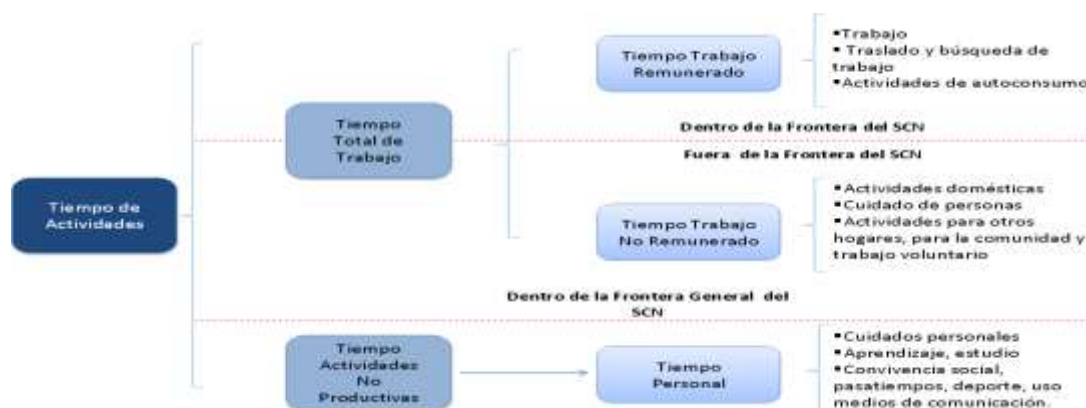 Tiempo de
Actividades
Tiempo
Total de
Trabajo
Tiempo Trabajo
Remunerado
▪Trabajo
▪ Traslado y búsqueda de
trabajo
▪Actividades de autoconsumo
Dentro de la Frontera del SCN
Fuera de la Frontera del SCN
Tiempo Trabajo
No Remunerado
▪Actividades domésticas
▪Cuidado de personas
▪Actividades para otros
hogares, para la comunidad y
trabajo voluntario
Dentro de la Frontera General del
SCN
Tiempo
Actividades
No
Productivas
Tiempo
Personal
▪Cuidados personales
▪Aprendizaje, estudio
▪Convivencia social,
pasatiempos, deporte, uso
medios de comunicación.